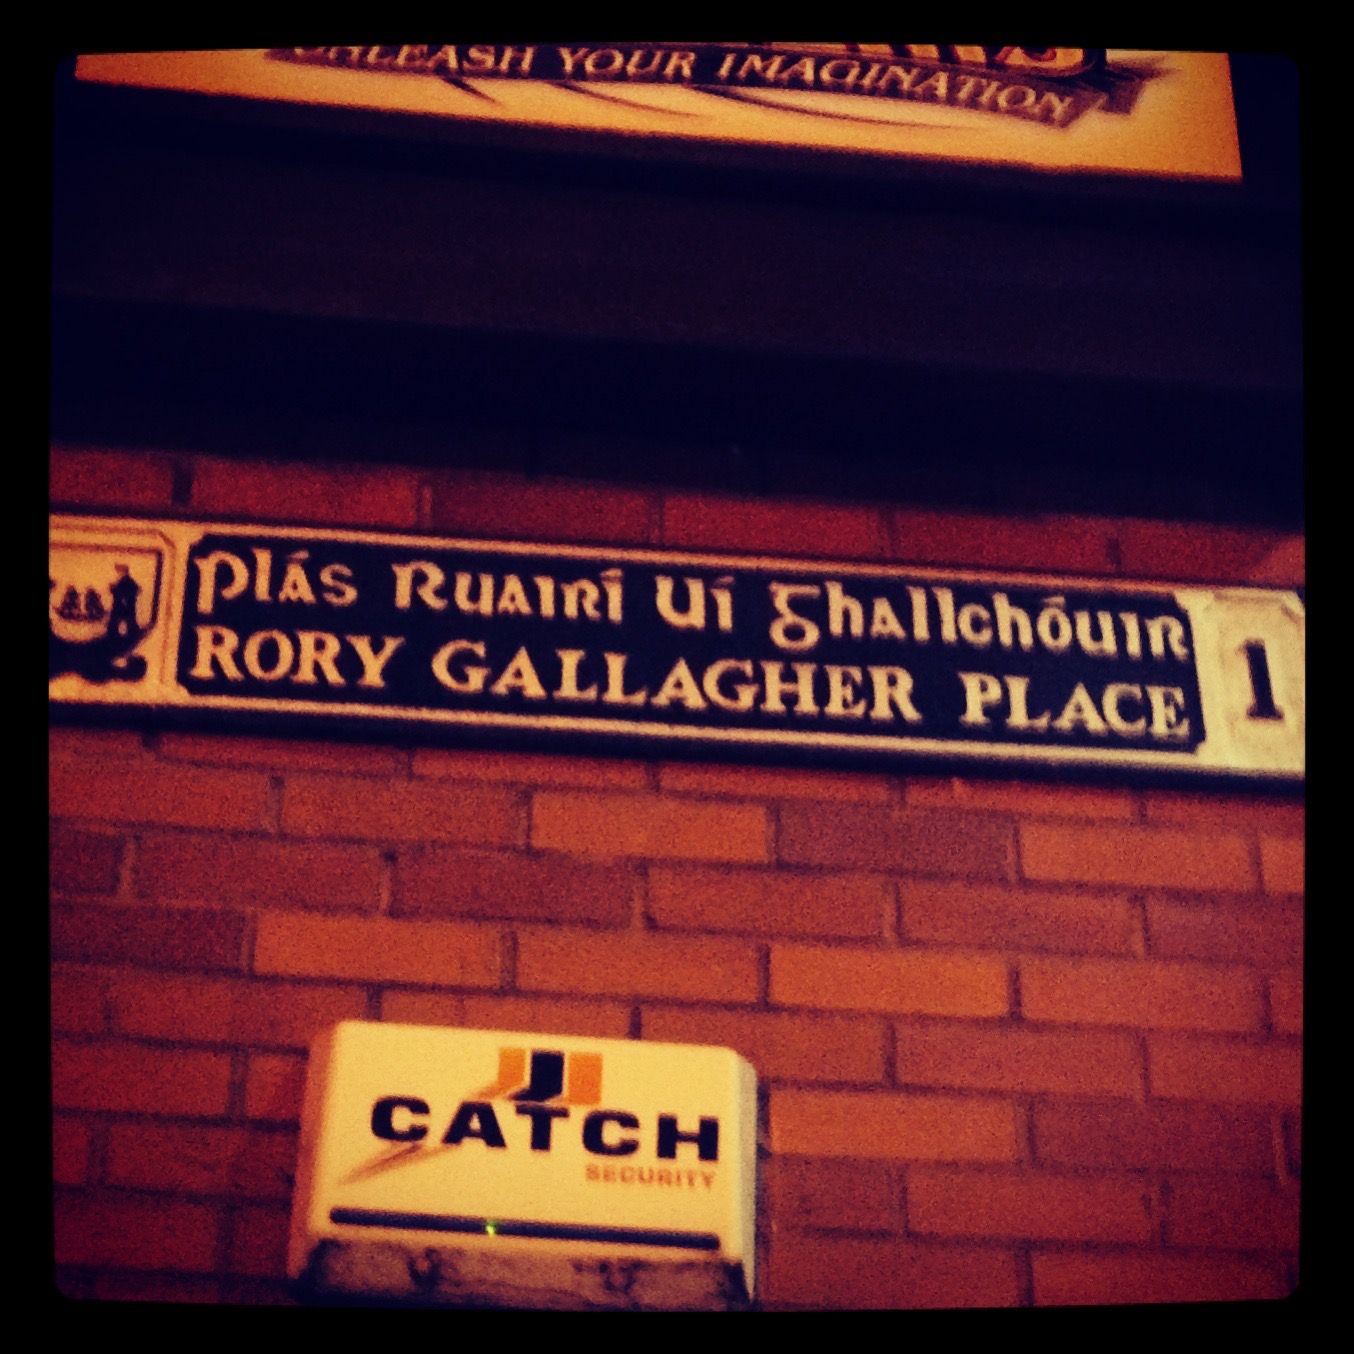 UNLEASH YOUR IMAGINATION
Plás Ruairí Uí Ghallchóuir
RORY GALLAGHER PLACE
1
CATCH
SECURITY